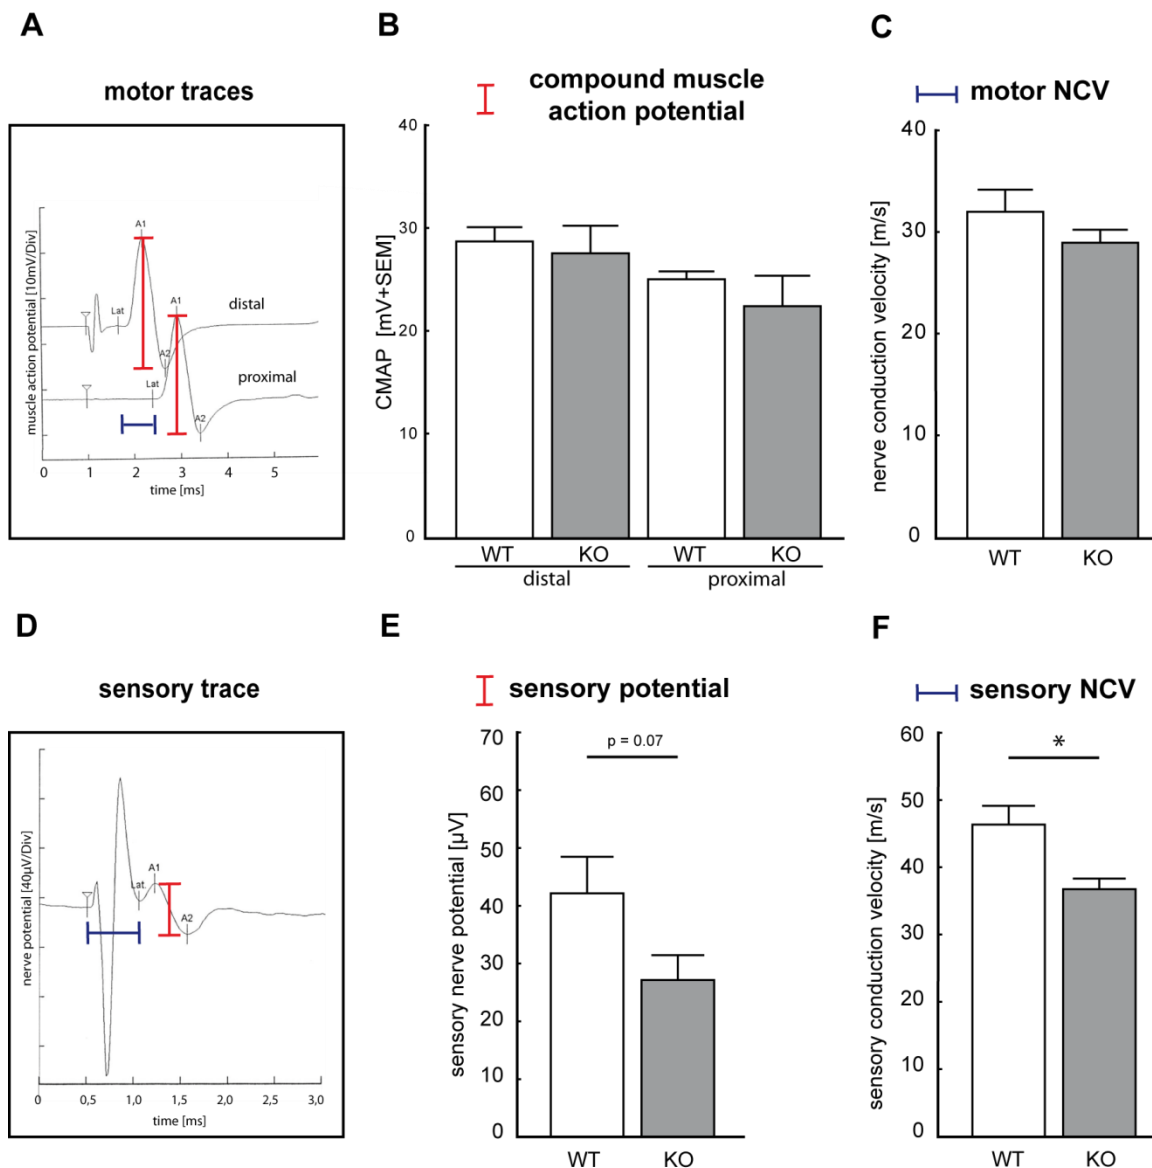 A
motor traces
muscle action potential [10mV/Div]
A1
Lat
distal
A1
A2
Lat
proximal
A2
0 1 2 3 4 5
time [ms]
B
compound muscle
action potential
CMAP [mV+SEM]
40
30
20
10
0
WT KO WT KO
distal proximal
C
motor NCV
nerve conduction velocity [m/s]
40
30
20
10
0
WT KO
D
sensory trace
nerve potential [40µV/Div]
A1
Lat.
A2
0 0,5 1,0 1,5 2,0 2,5 3,0
time [ms]
E
sensory potential
sensory nerve potential [µV]
70
60
50
40
30
20
10
0
p = 0.07
WT KO
F
sensory NCV
sensory conduction velocity [m/s]
60
50
40
30
20
10
0
*
WT KO